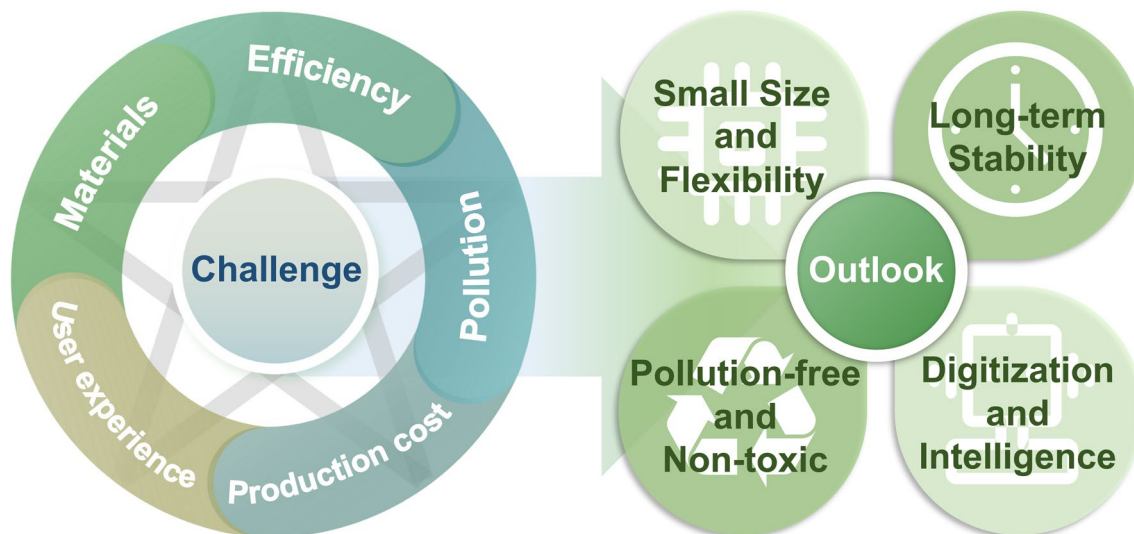 Efficiency
Materials
Pollution
User experience
Production cost
Challenge
Small Size
and
Flexibility
Long-term
Stability
Outlook
Pollution-free
and
Non-toxic
Digitization
and
Intelligence